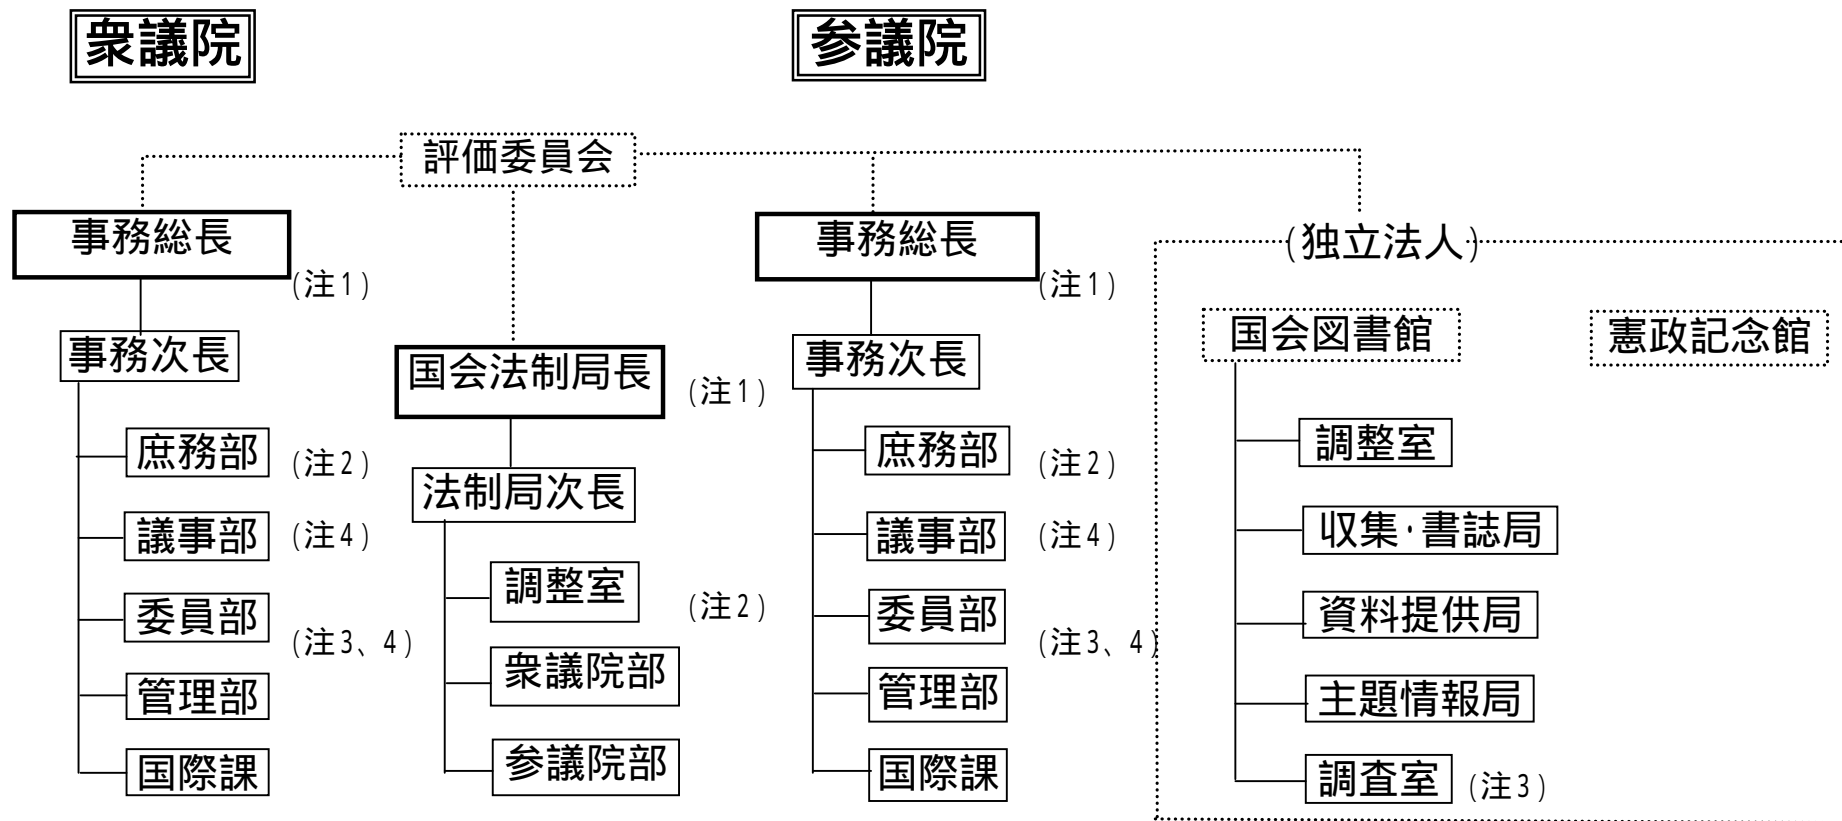 衆議院
参議院
評価委員会
事務総長
(注1)
事務次長
庶務部
(注2)
議事部
(注4)
委員部
(注3、4)
管理部
国際課
国会法制局長
(注1)
法制局次長
調整室
(注2)
衆議院部
参議院部
事務総長
(注1)
事務次長
庶務部
(注2)
議事部
(注4)
委員部
(注3、4)
管理部
国際課
(独立法人)
国会図書館
憲政記念館
調整室
収集・書誌局
資料提供局
主題情報局
調査室
(注3)